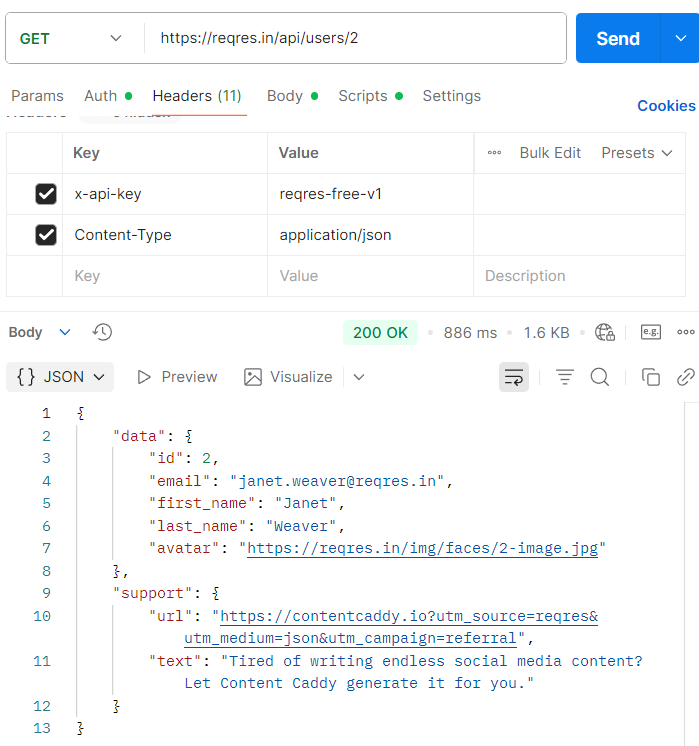 GET https://reqres.in/api/users/2 Send
Params Auth Headers (11) Body Scripts Settings
Cookies
Key Value Bulk Edit Presets
x-api-key reqres-free-v1
Content-Type application/json
Key Value Description
Body 200 OK 886 ms 1.6 KB e.g.
{} JSON Preview Visualize
1 {
2 "data": {
3 "id": 2,
4 "email": "janet.weaver@reqres.in",
5 "first_name": "Janet",
6 "last_name": "Weaver",
7 "avatar": "https://reqres.in/img/faces/2-image.jpg"
8 },
9 "support": {
10 "url": "https://contentcaddy.io?utm_source=reqres&
utm_medium=json&utm_campaign=referral",
11 "text": "Tired of writing endless social media content?
Let Content Caddy generate it for you."
12 }
13 }